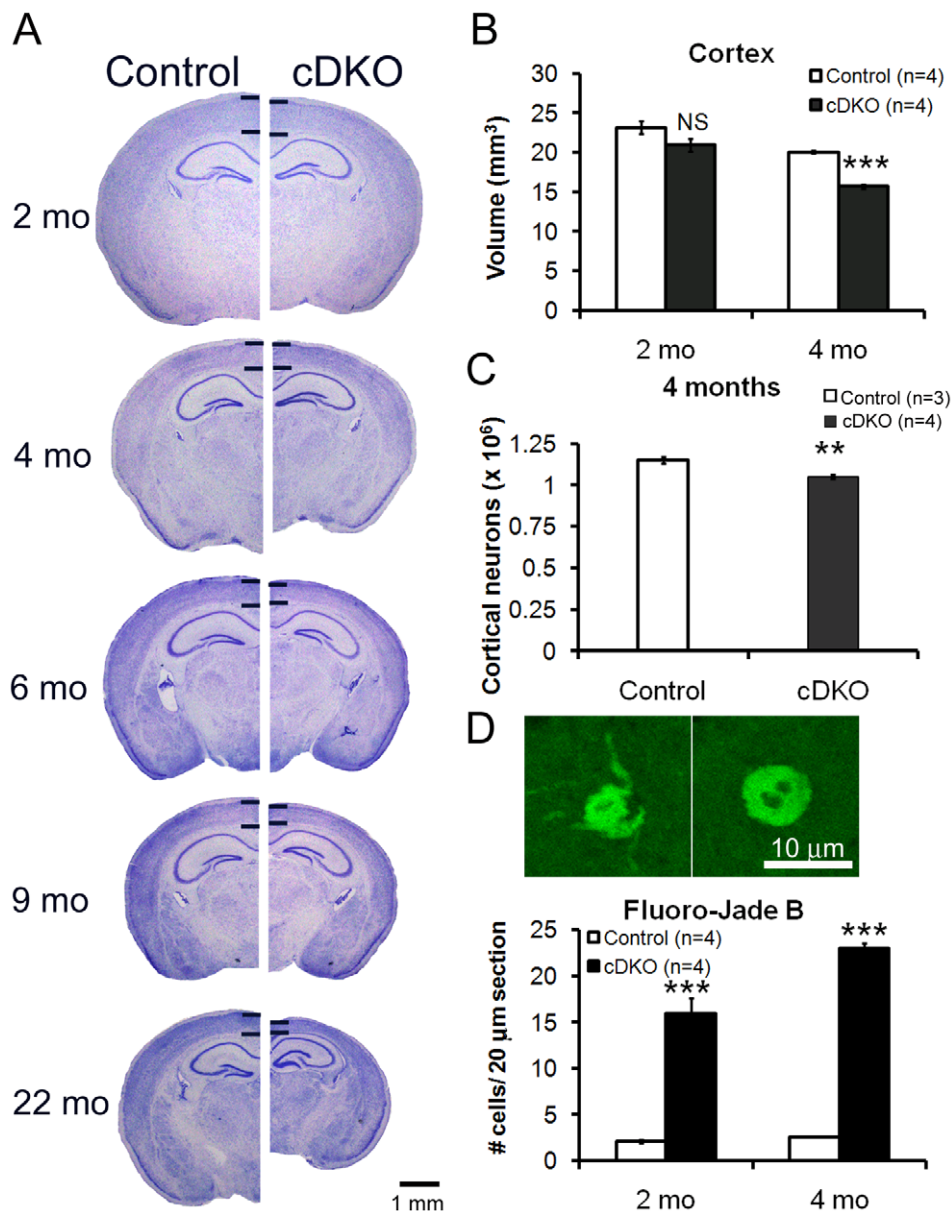 A
Control cDKO
2 mo
4 mo
6 mo
9 mo
22 mo
1 mm
B
Cortex
Control (n=4)
cDKO (n=4)
Volume (mm³)
30
25
20
15
10
5
0
NS
***
2 mo
4 mo
C
4 months
Control (n=3)
cDKO (n=4)
Cortical neurons (x 10⁶)
1.25
1
0.75
0.5
0.25
0
**
Control
cDKO
D
10 µm
Fluoro-Jade B
Control (n=4)
cDKO (n=4)
# cells/ 20 µm section
25
20
15
10
5
0
***
***
2 mo
4 mo